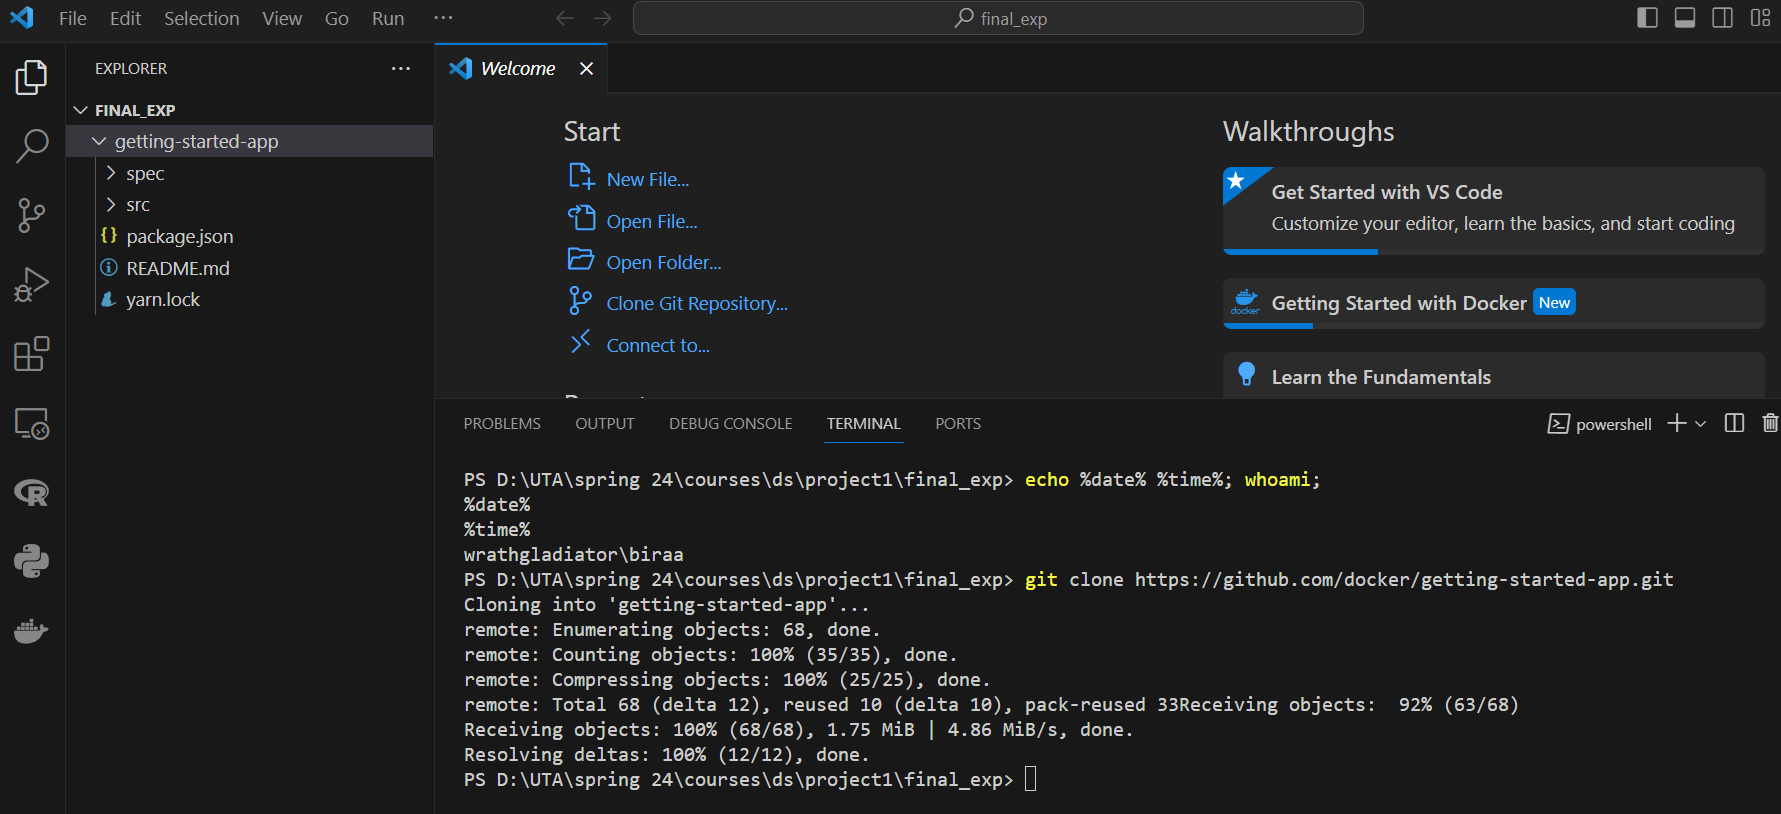 File Edit Selection View Go Run ···
final_exp
EXPLORER ···
FINAL_EXP
getting-started-app
spec
src
{} package.json
README.md
yarn.lock
Welcome
Start
New File...
Open File...
Open Folder...
Clone Git Repository...
Connect to...
Walkthroughs
Get Started with VS Code
Customize your editor, learn the basics, and start coding
docker
Getting Started with Docker New
Learn the Fundamentals
PROBLEMS OUTPUT DEBUG CONSOLE TERMINAL PORTS
powershell
PS D:\UTA\spring 24\courses\ds\project1\final_exp> echo %date% %time%; whoami;
%date%
%time%
wrathgladiator\biraa
PS D:\UTA\spring 24\courses\ds\project1\final_exp> git clone https://github.com/docker/getting-started-app.git
Cloning into 'getting-started-app'...
remote: Enumerating objects: 68, done.
remote: Counting objects: 100% (35/35), done.
remote: Compressing objects: 100% (25/25), done.
remote: Total 68 (delta 12), reused 10 (delta 10), pack-reused 33Receiving objects:  92% (63/68)
Receiving objects: 100% (68/68), 1.75 MiB | 4.86 MiB/s, done.
Resolving deltas: 100% (12/12), done.
PS D:\UTA\spring 24\courses\ds\project1\final_exp>